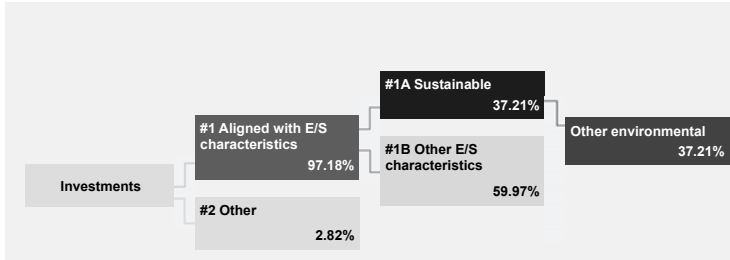 Investments
#1 Aligned with E/S
characteristics
97.18%
#2 Other
2.82%
#1A Sustainable
37.21%
#1B Other E/S
characteristics
59.97%
Other environmental
37.21%